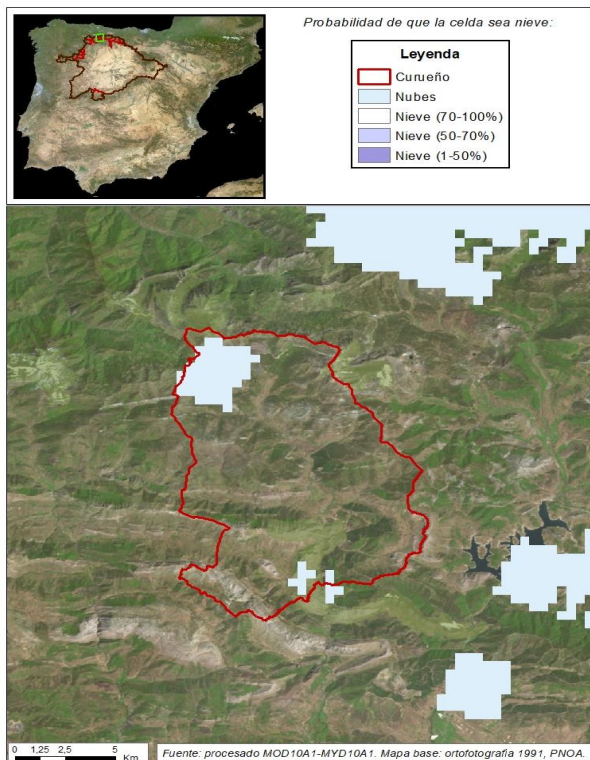 Probabilidad de que la celda sea nieve:
Leyenda
Curueño
Nubes
Nieve (70-100%)
Nieve (50-70%)
Nieve (1-50%)
0 1,25 2,5 5
Km
Fuente: procesado MOD10A1-MYD10A1. Mapa base: ortofotografía 1991, PNOA.